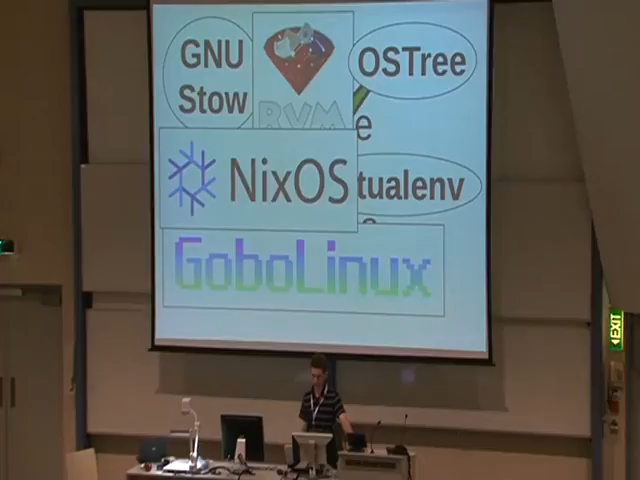 GNU
Stow
RVM
OSTree
e
NixOS
tualenv
GoboLinux
EXIT